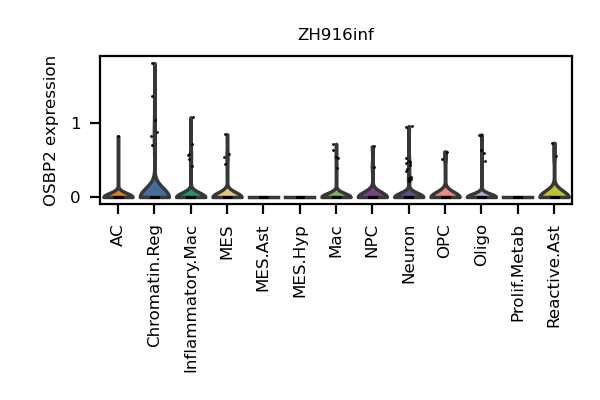 ZH916inf
OSBP2 expression
1
0
AC
Chromatin.Reg
Inflammatory.Mac
MES
MES.Ast
MES.Hyp
Mac
NPC
Neuron
OPC
Oligo
Prolif.Metab
Reactive.Ast